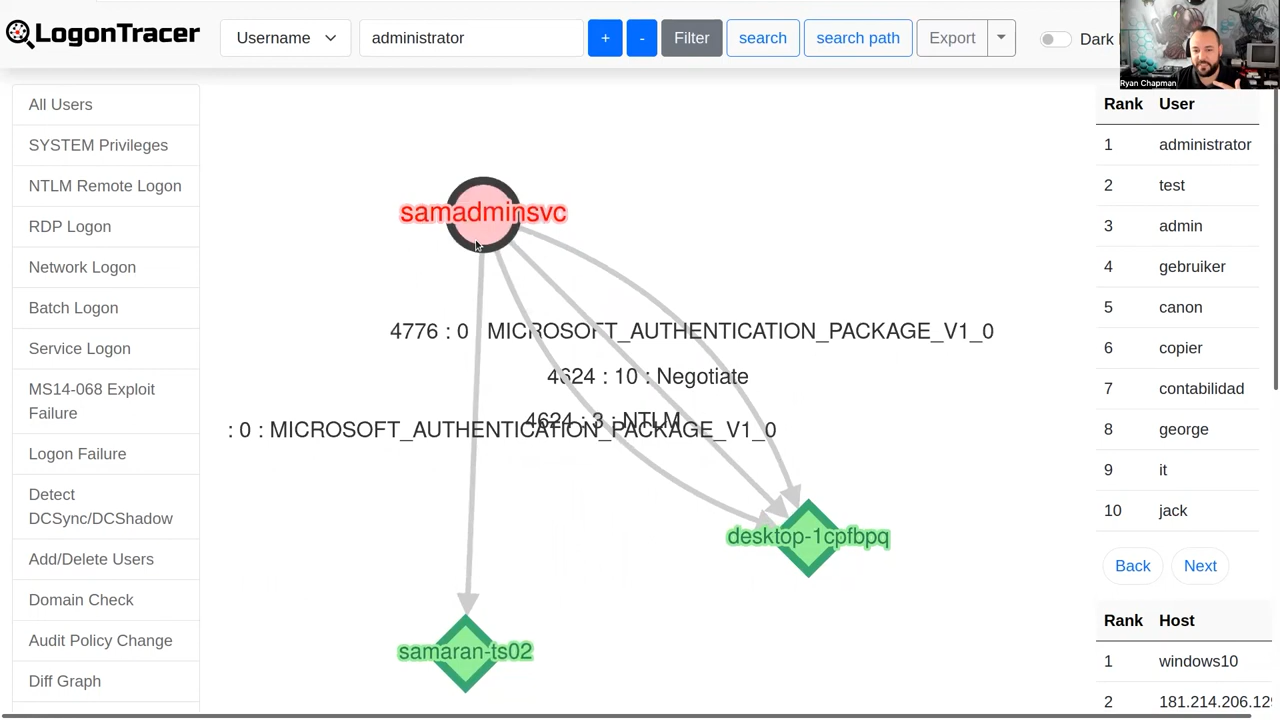 LogonTracer
Username
administrator
+
-
Filter
search
search path
Export
Dark
Ryan Chapman
All Users
SYSTEM Privileges
NTLM Remote Logon
RDP Logon
Network Logon
Batch Logon
Service Logon
MS14-068 Exploit
Failure
Logon Failure
Detect
DCSync/DCShadow
Add/Delete Users
Domain Check
Audit Policy Change
Diff Graph
samadminsvc
4776 : 0 : MICROSOFT_AUTHENTICATION_PACKAGE_V1_0
4624 : 10 : Negotiate
4624 : 3 : NTLM
: 0 : MICROSOFT_AUTHENTICATION_PACKAGE_V1_0
desktop-1cpfbpq
samaran-ts02
Rank User
1 administrator
2 test
3 admin
4 gebruiker
5 canon
6 copier
7 contabilidad
8 george
9 it
10 jack
Back Next
Rank Host
1 windows10
2 181.214.206.12